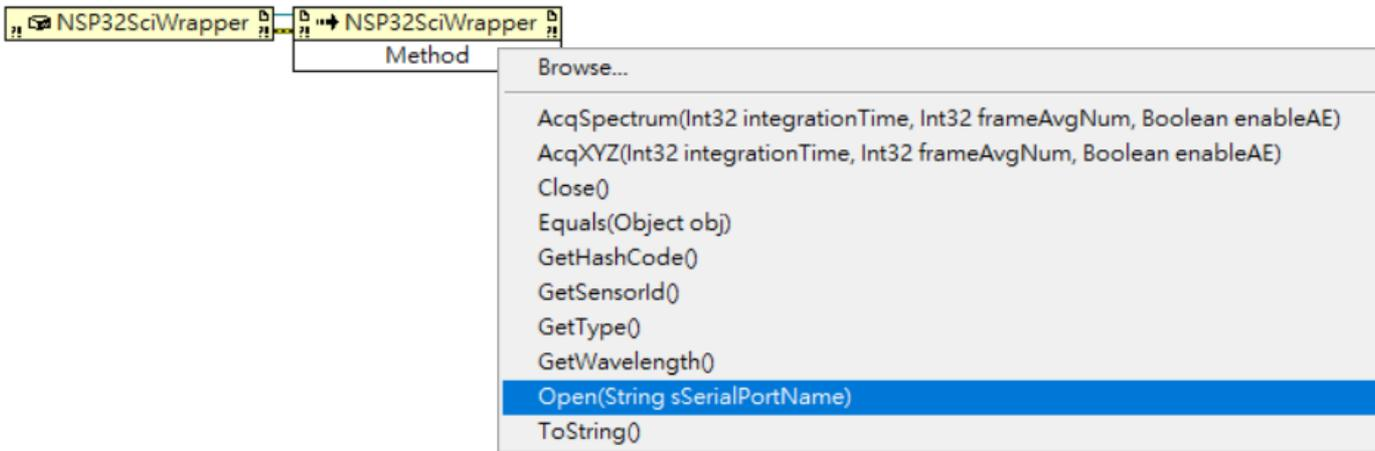 NSP32SciWrapper NSP32SciWrapper
Method
Browse...
AcqSpectrum(Int32 integrationTime, Int32 frameAvgNum, Boolean enableAE)
AcqXYZ(Int32 integrationTime, Int32 frameAvgNum, Boolean enableAE)
Close()
Equals(Object obj)
GetHashCode()
GetSensorId()
GetType()
GetWavelength()
Open(String sSerialPortName)
ToString()